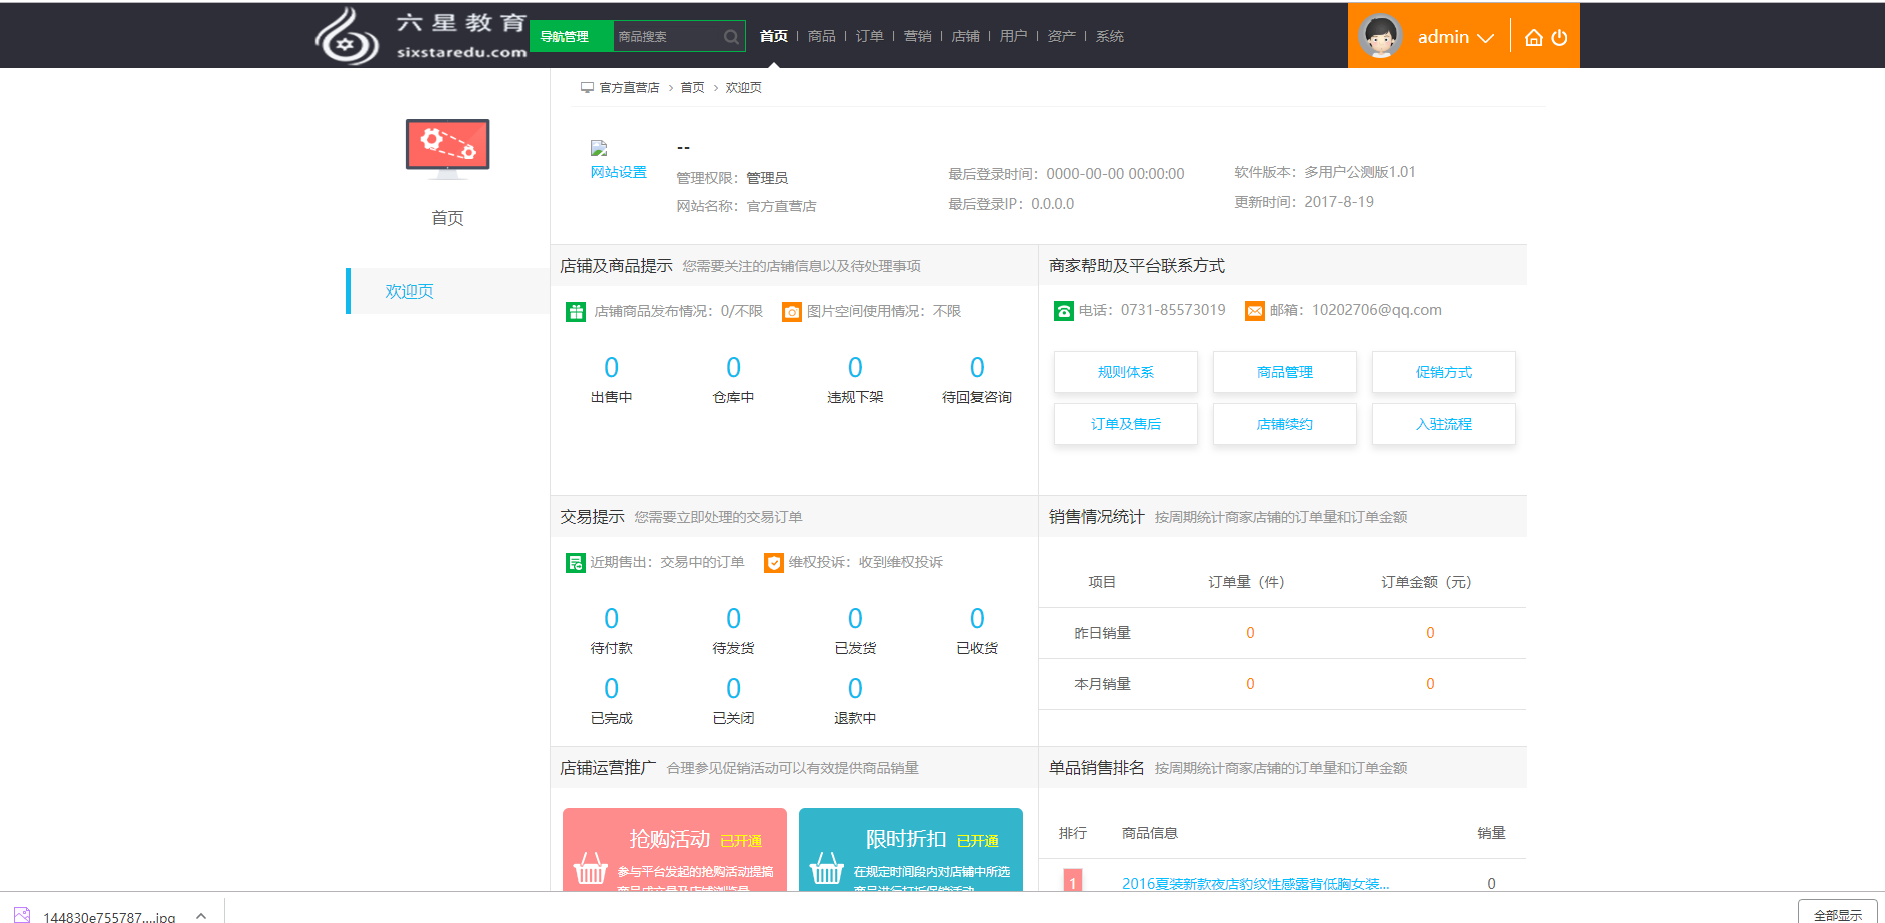 六星教育
sixstaredu.com
导航管理
商品搜索
首页 | 商品 | 订单 | 营销 | 店铺 | 用户 | 资产 | 系统
admin
官方直营店 > 首页 > 欢迎页
首页
欢迎页
网站设置
--
管理权限：管理员
网站名称：官方直营店
最后登录时间：0000-00-00 00:00:00
最后登录IP：0.0.0.0
软件版本：多用户公测版1.01
更新时间：2017-8-19
店铺及商品提示 您需要关注的店铺信息以及待处理事项
店铺商品发布情况：0/不限 图片空间使用情况：不限
0 0 0 0
出售中 仓库中 违规下架 待回复咨询
商家帮助及平台联系方式
电话：0731-85573019 邮箱：10202706@qq.com
规则体系 商品管理 促销方式
订单及售后 店铺续约 入驻流程
交易提示 您需要立即处理的交易订单
近期售出：交易中的订单 维权投诉：收到维权投诉
0 0 0 0
待付款 待发货 已发货 已收货
0 0 0
已完成 已关闭 退款中
销售情况统计 按周期统计商家店铺的订单量和订单金额
项目 订单量（件） 订单金额（元）
昨日销量 0 0
本月销量 0 0
店铺运营推广 合理参见促销活动可以有效提供商品销量
抢购活动 已开通
参与平台发起的抢购活动提搞
商品成交量及店铺浏览量
限时折扣 已开通
在规定时间段内对店铺中所选
商品进行打折促销活动
单品销售排名 按周期统计商家店铺的订单量和订单金额
排行 商品信息 销量
1 2016夏装新款夜店豹纹性感露背低胸女装... 0
144830e755787....jpg
全部显示